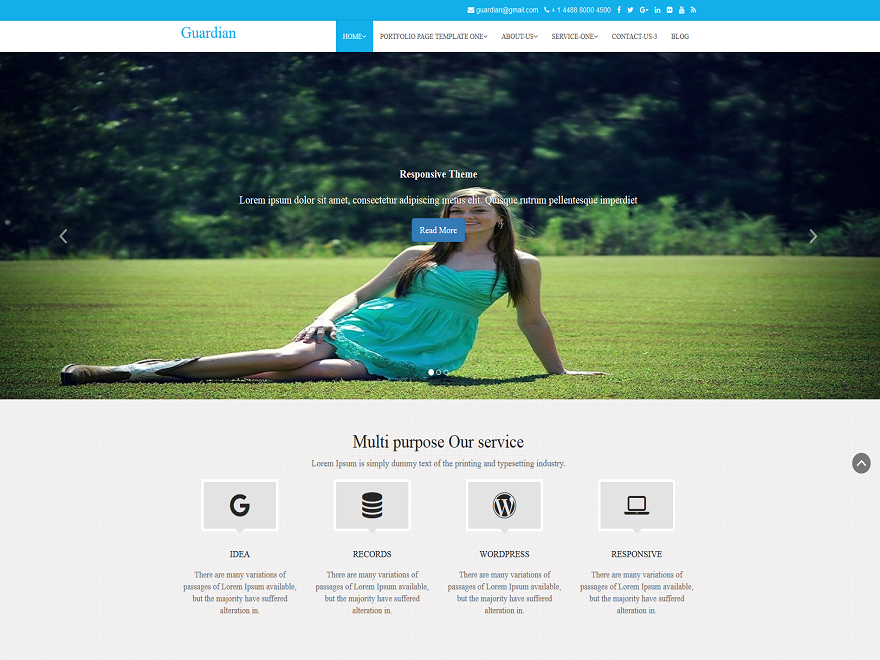 guardian@gmail.com + 1 4488 8000 4500
Guardian HOME PORTFOLIO PAGE TEMPLATE ONE ABOUT-US SERVICE-ONE CONTACT-US-3 BLOG
Responsive Theme
Lorem ipsum dolor sit amet, consectetur adipiscing metus elit. Quisque rutrum pellentesque imperdiet
Read More
Multi purpose Our service
Lorem Ipsum is simply dummy text of the printing and typesetting industry.
IDEA
There are many variations of
passages of Lorem Ipsum available,
but the majority have suffered
alteration in.
RECORDS
There are many variations of
passages of Lorem Ipsum available,
but the majority have suffered
alteration in.
WORDPRESS
There are many variations of
passages of Lorem Ipsum available,
but the majority have suffered
alteration in.
RESPONSIVE
There are many variations of
passages of Lorem Ipsum available,
but the majority have suffered
alteration in.